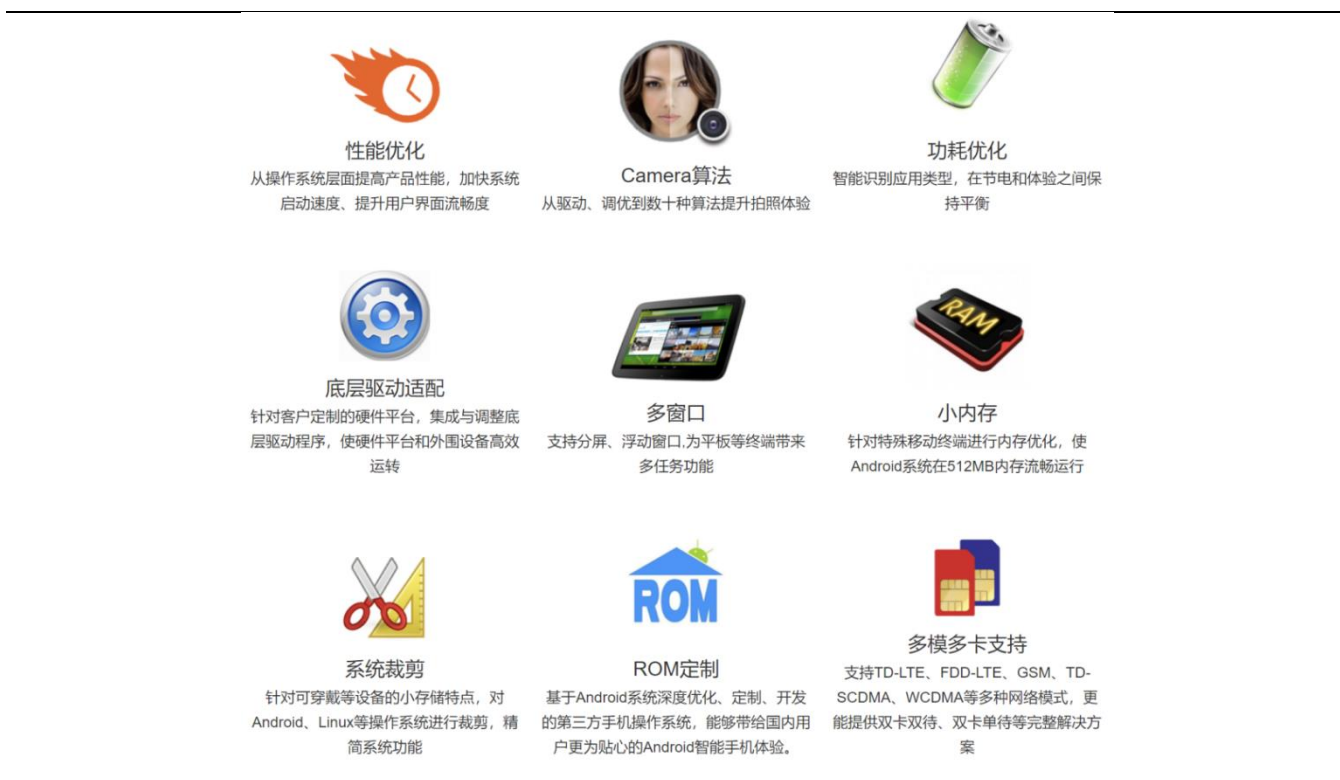 性能优化
从操作系统层面提高产品性能，加快系统
启动速度、提升用户界面流畅度
Camera算法
从驱动、调优到数十种算法提升拍照体验
功耗优化
智能识别应用类型，在节电和体验之间保
持平衡
底层驱动适配
针对客户定制的硬件平台，集成与调整底
层驱动程序，使硬件平台和外围设备高效
运转
多窗口
支持分屏、浮动窗口,为平板等终端带来
多任务功能
RAM
小内存
针对特殊移动终端进行内存优化，使
Android系统在512MB内存流畅运行
系统裁剪
针对可穿戴等设备的小存储特点，对
Android、Linux等操作系统进行裁剪，精
简系统功能
ROM
ROM定制
基于Android系统深度优化、定制、开发
的第三方手机操作系统，能够带给国内用
户更为贴心的Android智能手机体验。
多模多卡支持
支持TD-LTE、FDD-LTE、GSM、TD-
SCDMA、WCDMA等多种网络模式，更
能提供双卡双待、双卡单待等完整解决方
案